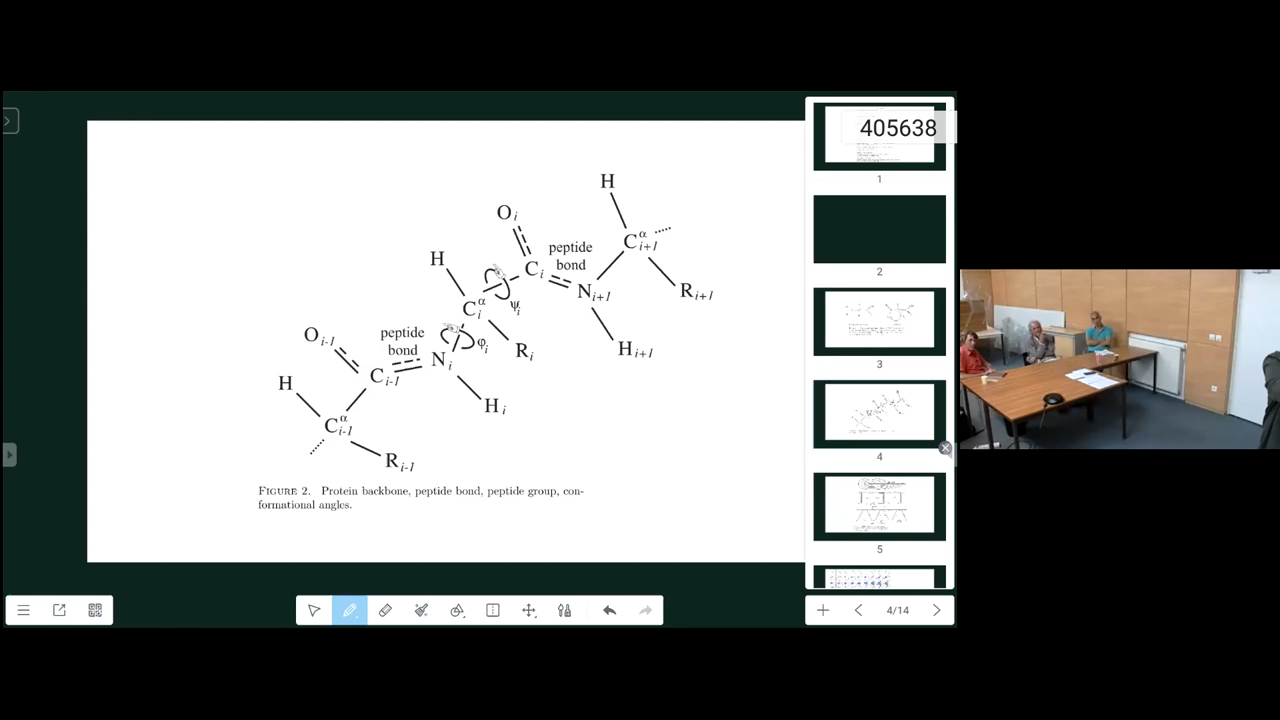 405638
H
O i
peptide
bond
C α i+1
H
C i
N i+1
R i+1
C α i
ψ i
O i-1
peptide
bond
φ i
R i
H i+1
C i-1
N i
H
H i
C α i-1
R i-1
FIGURE 2. Protein backbone, peptide bond, peptide group, con-
formational angles.
1
2
3
4
5
4/14